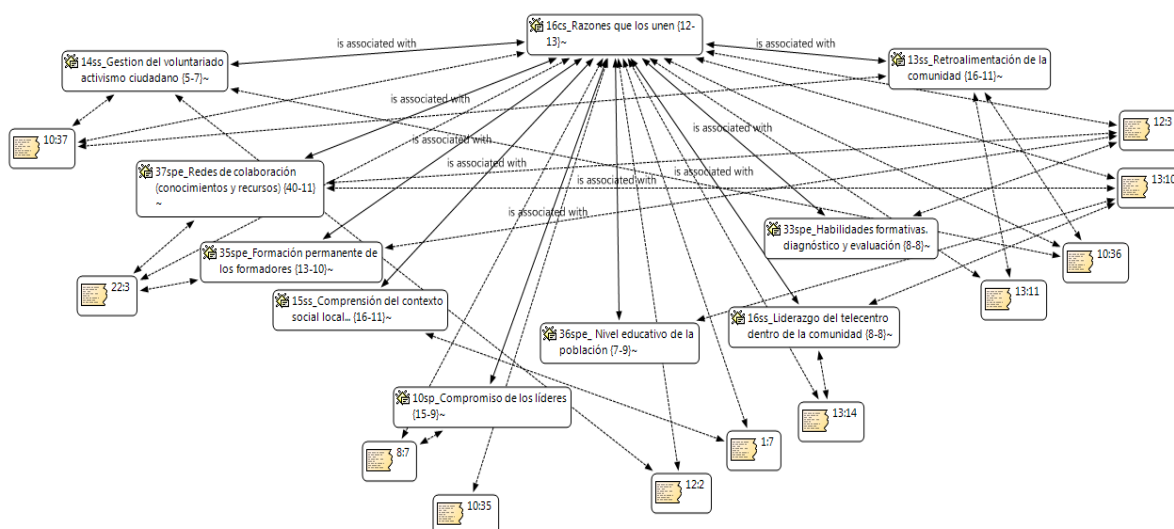 16cs_Razones que los unen {12-
13}~
is associated with
is associated with
14ss_Gestion del voluntariado
activismo ciudadano {5-7}~
13ss_Retroalimentación de la
comunidad {16-11}~
is associated with
12:3
10:37
is associated with
is associated with
37spe_Redes de colaboración
(conocimientos y recursos) {40-11}
~
is associated with
is associated with
13:10
is associated with
is associated with
33spe_Habilidades formativas.
diagnóstico y evaluación {8-8}~
35spe_Formación permanente de
los formadores {13-10}~
10:36
22:3
13:11
15ss_Comprensión del contexto
social local... {16-11}~
16ss_Liderazgo del telecentro
dentro de la comunidad {8-8}~
36spe_ Nivel educativo de la
población {7-9}~
10sp_Compromiso de los líderes
{15-9}~
13:14
8:7
1:7
12:2
10:35